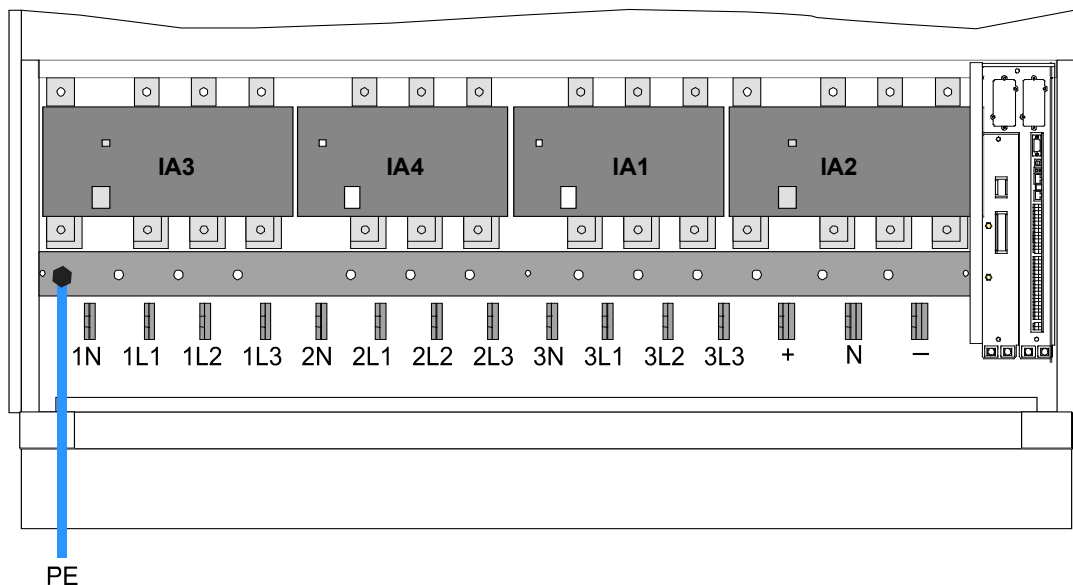 IA3 IA4 IA1 IA2
1N 1L1 1L2 1L3 2N 2L1 2L2 2L3 3N 3L1 3L2 3L3 + N −
PE